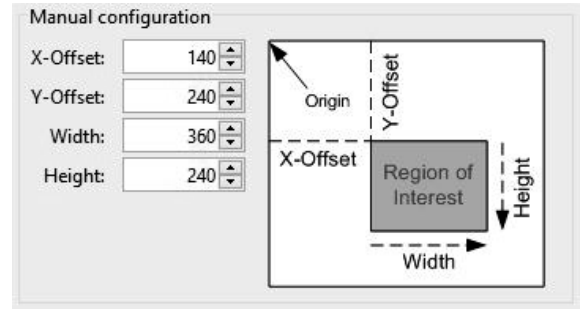 Manual configuration
X-Offset: 140
Y-Offset: 240
Width: 360
Height: 240
Origin
Y-Offset
X-Offset
Region of
Interest
Height
Width